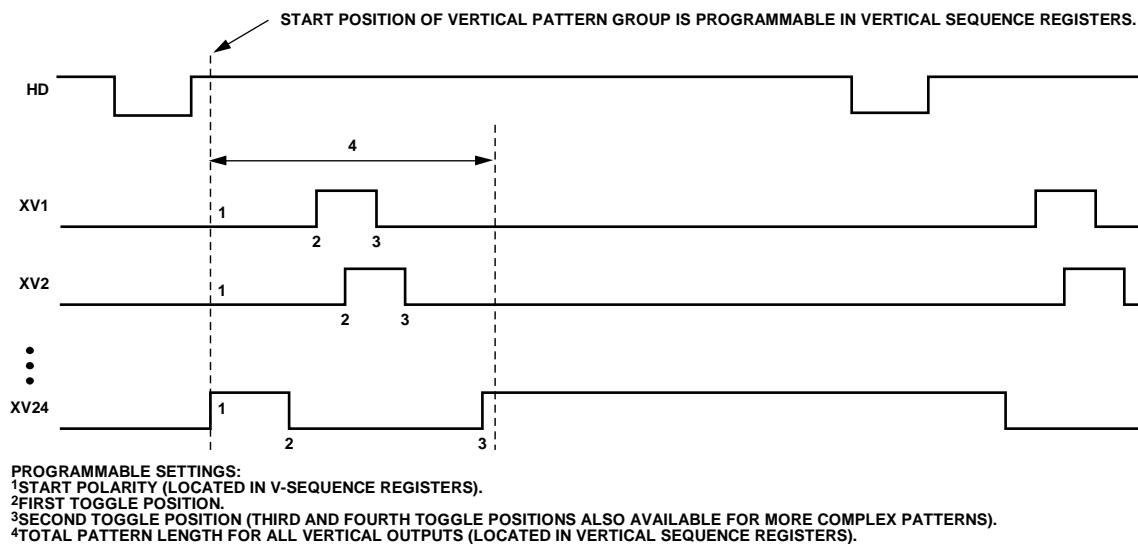 START POSITION OF VERTICAL PATTERN GROUP IS PROGRAMMABLE IN VERTICAL SEQUENCE REGISTERS.
HD
4
XV1
1
2 3
XV2
1
2 3
XV24
1
2 3
PROGRAMMABLE SETTINGS:
1START POLARITY (LOCATED IN V-SEQUENCE REGISTERS).
2FIRST TOGGLE POSITION.
3SECOND TOGGLE POSITION (THIRD AND FOURTH TOGGLE POSITIONS ALSO AVAILABLE FOR MORE COMPLEX PATTERNS).
4TOTAL PATTERN LENGTH FOR ALL VERTICAL OUTPUTS (LOCATED IN VERTICAL SEQUENCE REGISTERS).